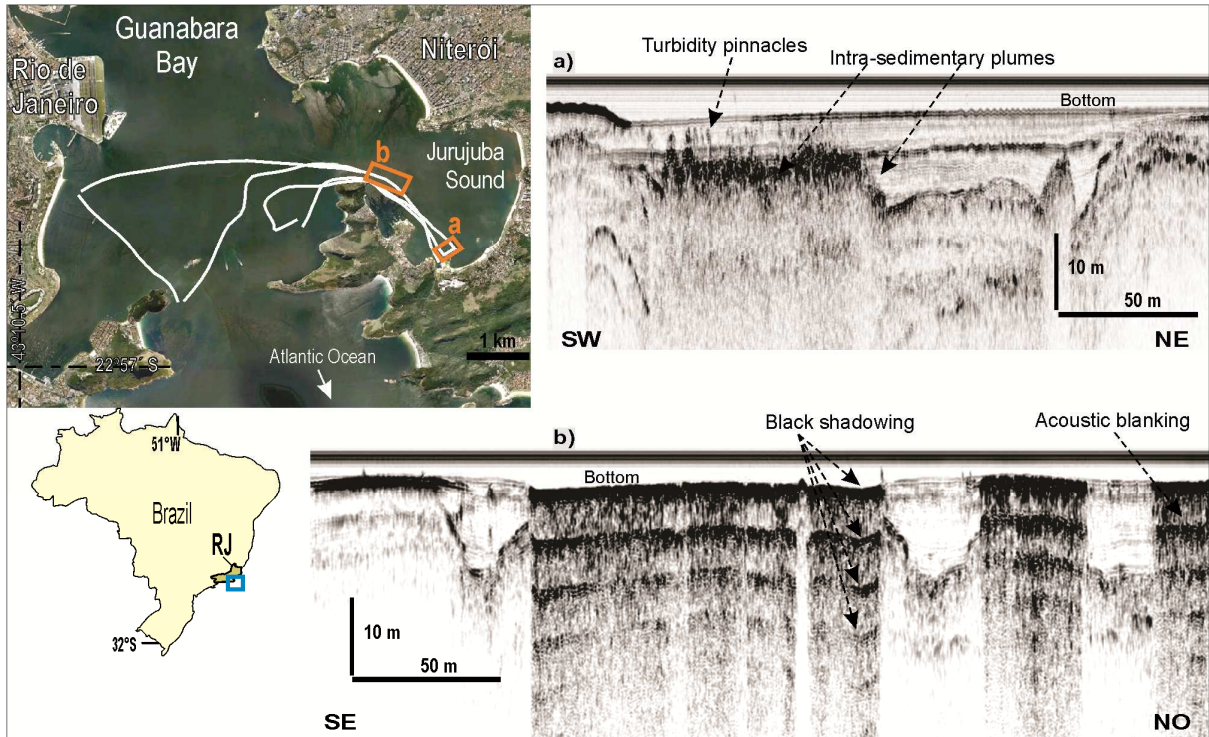 Guanabara
Bay
Niterói
Rio de
Janeiro
b
Jurujuba
Sound
a
43°10.5' W
22°57' S
1 km
Atlantic Ocean
51°W
Brazil
RJ
32°S
a)
Turbidity pinnacles
Intra-sedimentary plumes
Bottom
10 m
50 m
SW
NE
b)
Black shadowing
Acoustic blanking
Bottom
10 m
50 m
SE
NO